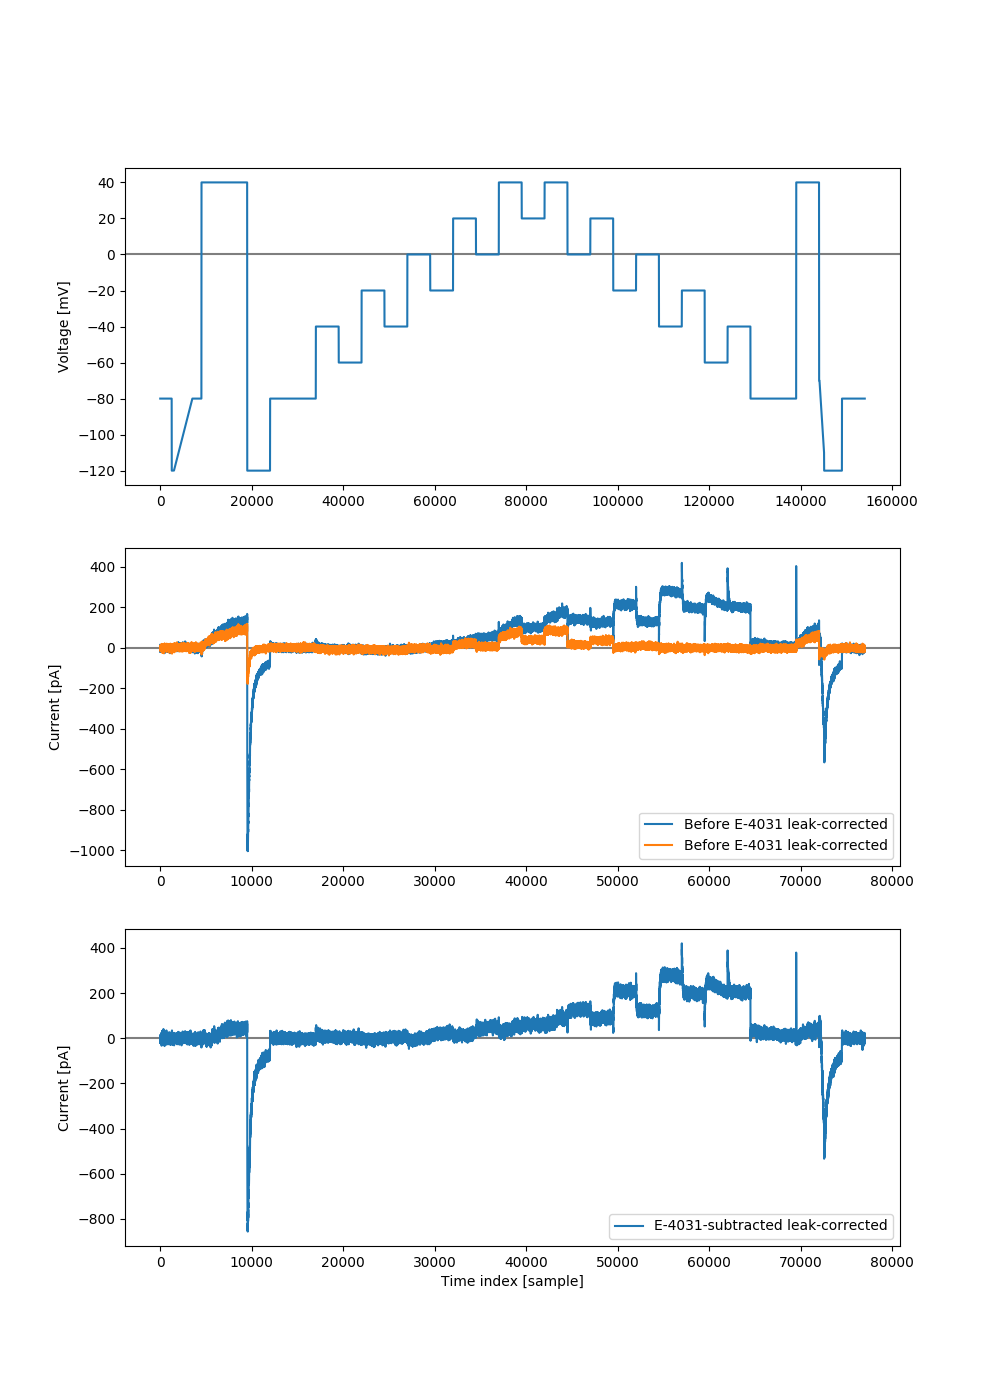 Voltage [mV]
40
20
0
−20
−40
−60
−80
−100
−120
0 20000 40000 60000 80000 100000 120000 140000 160000
Current [pA]
400
200
0
−200
−400
−600
−800
−1000
Before E-4031 leak-corrected
Before E-4031 leak-corrected
0 10000 20000 30000 40000 50000 60000 70000 80000
Current [pA]
400
200
0
−200
−400
−600
−800
E-4031-subtracted leak-corrected
0 10000 20000 30000 40000 50000 60000 70000 80000
Time index [sample]